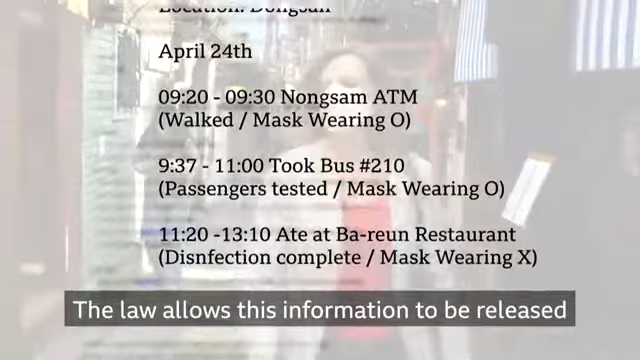 Location: Dongsan
April 24th
09:20 - 09:30 Nongsam ATM
(Walked / Mask Wearing O)
9:37 - 11:00 Took Bus #210
(Passengers tested / Mask Wearing O)
11:20 -13:10 Ate at Ba-reun Restaurant
(Disnfection complete / Mask Wearing X)
The law allows this information to be released